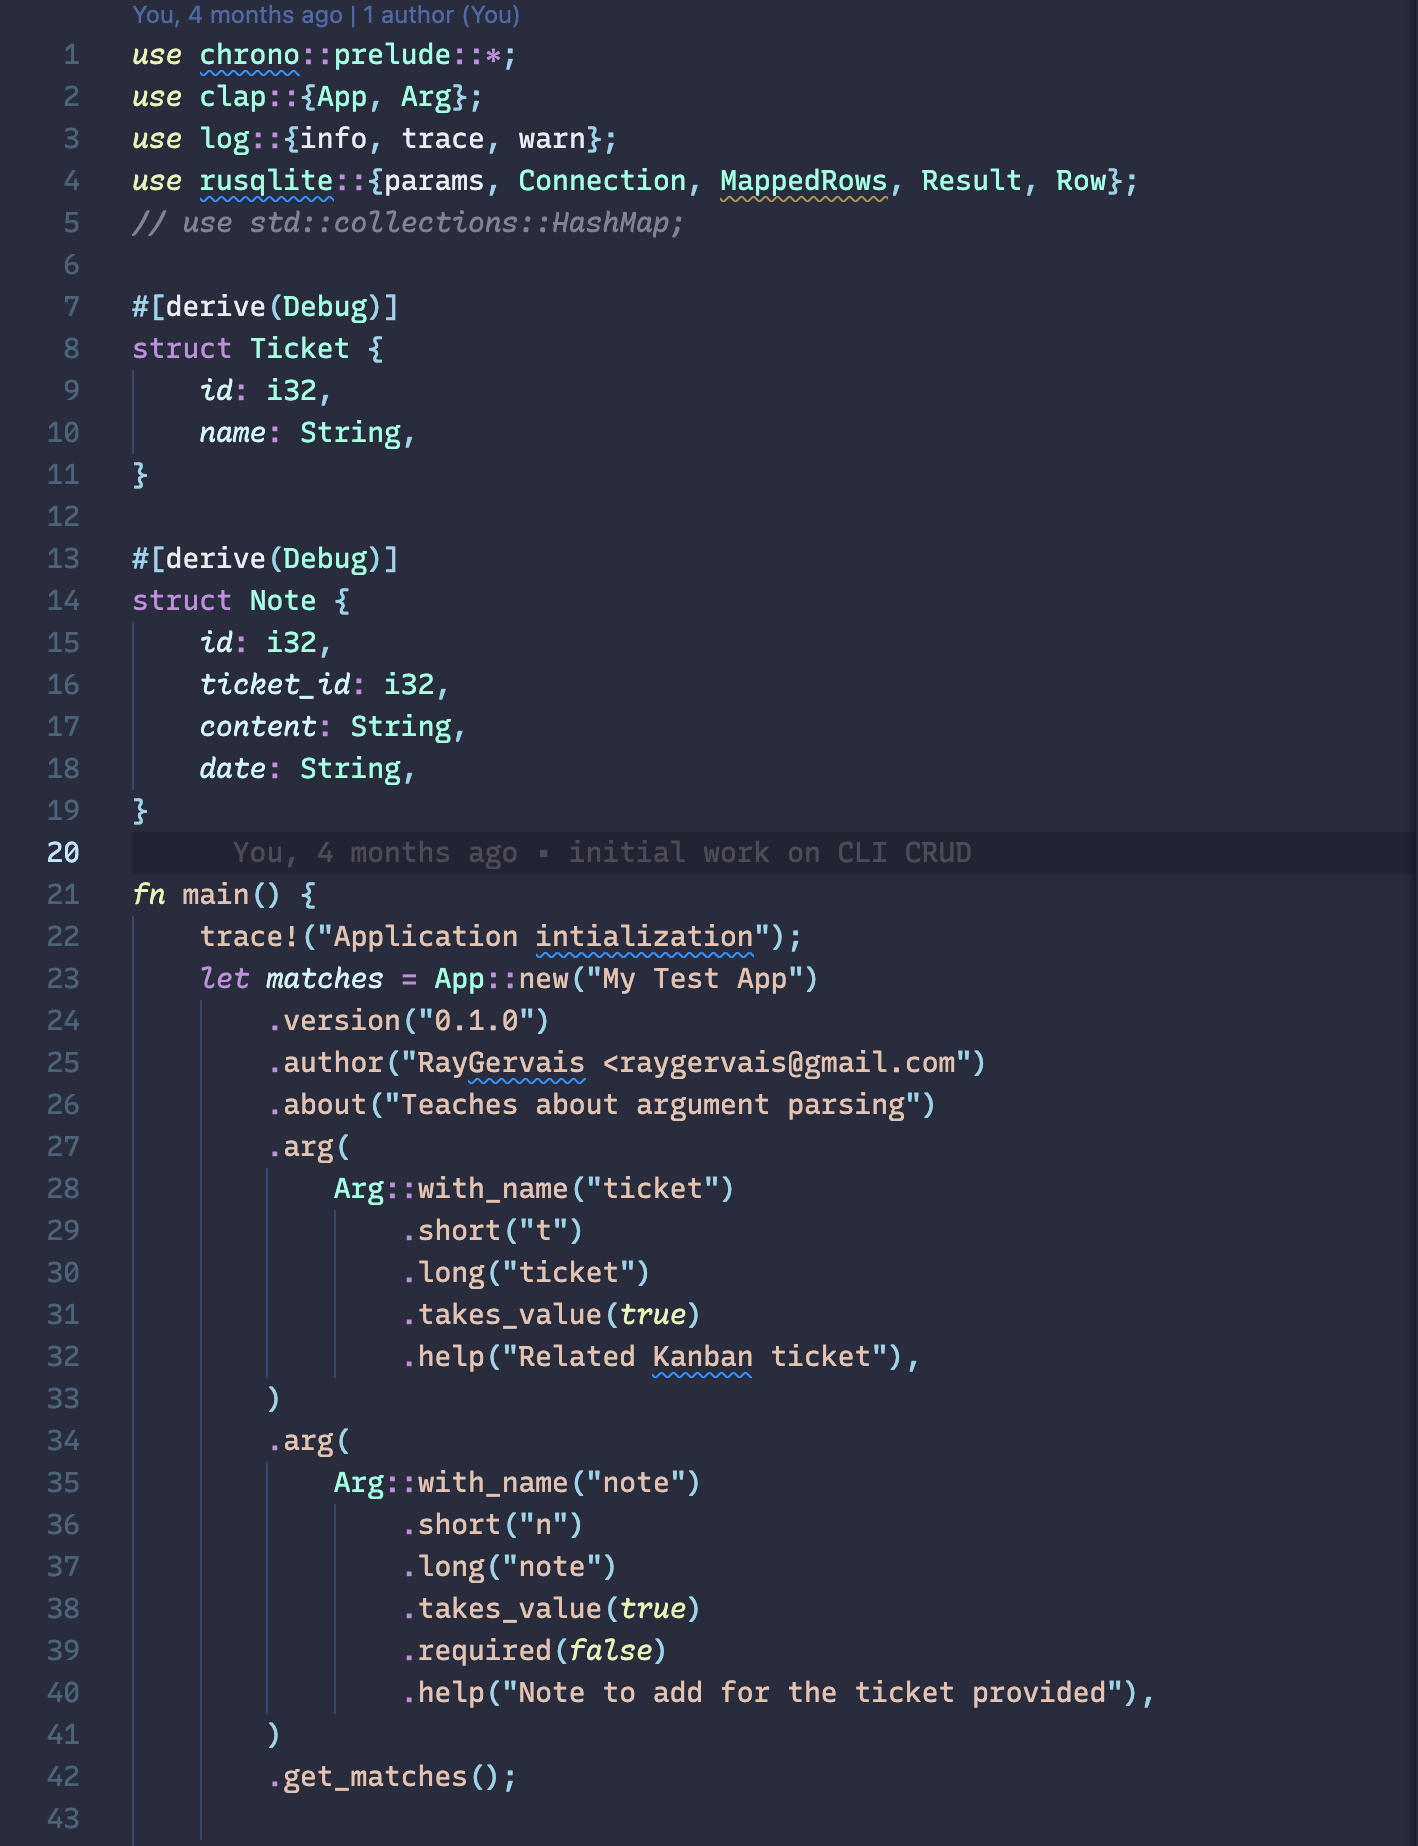 You, 4 months ago | 1 author (You)
1 use chrono::prelude::*;
2 use clap::{App, Arg};
3 use log::{info, trace, warn};
4 use rusqlite::{params, Connection, MappedRows, Result, Row};
5 // use std::collections::HashMap;
6
7 #[derive(Debug)]
8 struct Ticket {
9 id: i32,
10 name: String,
11 }
12
13 #[derive(Debug)]
14 struct Note {
15 id: i32,
16 ticket_id: i32,
17 content: String,
18 date: String,
19 }
20 You, 4 months ago • initial work on CLI CRUD
21 fn main() {
22 trace!("Application intialization");
23 let matches = App::new("My Test App")
24 .version("0.1.0")
25 .author("RayGervais <raygervais@gmail.com")
26 .about("Teaches about argument parsing")
27 .arg(
28 Arg::with_name("ticket")
29 .short("t")
30 .long("ticket")
31 .takes_value(true)
32 .help("Related Kanban ticket"),
33 )
34 .arg(
35 Arg::with_name("note")
36 .short("n")
37 .long("note")
38 .takes_value(true)
39 .required(false)
40 .help("Note to add for the ticket provided"),
41 )
42 .get_matches();
43